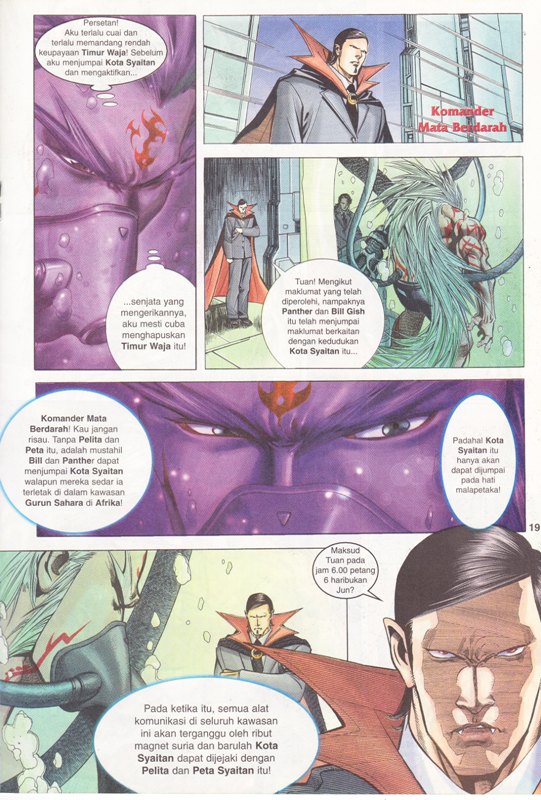 Persetan!
Aku terlalu cuai dan
terlalu memandang rendah
keupayaan Timur Waja! Sebelum
aku menjumpai Kota Syaitan
dan mengaktifkan...
Komander
Mata Berdarah
...senjata yang
mengerikannya,
aku mesti cuba
menghapuskan
Timur Waja itu!
Tuan! Mengikut
maklumat yang telah
diperolehi, nampaknya
Panther dan Bill Gish
itu telah menjumpai
maklumat berkaitan
dengan kedudukan
Kota Syaitan itu...
Komander Mata
Berdarah! Kau jangan
risau. Tanpa Pelita dan
Peta itu, adalah mustahil
Bill dan Panther dapat
menjumpai Kota Syaitan
walapun mereka sedar ia
terletak di dalam kawasan
Gurun Sahara di Afrika!
Padahal Kota
Syaitan itu
hanya akan
dapat dijumpai
pada hati
malapetaka!
19
Maksud
Tuan pada
jam 6.00 petang
6 haribukan
Jun?
Pada ketika itu, semua alat
komunikasi di seluruh kawasan
ini akan terganggu oleh ribut
magnet suria dan barulah Kota
Syaitan dapat dijejaki dengan
Pelita dan Peta Syaitan itu!